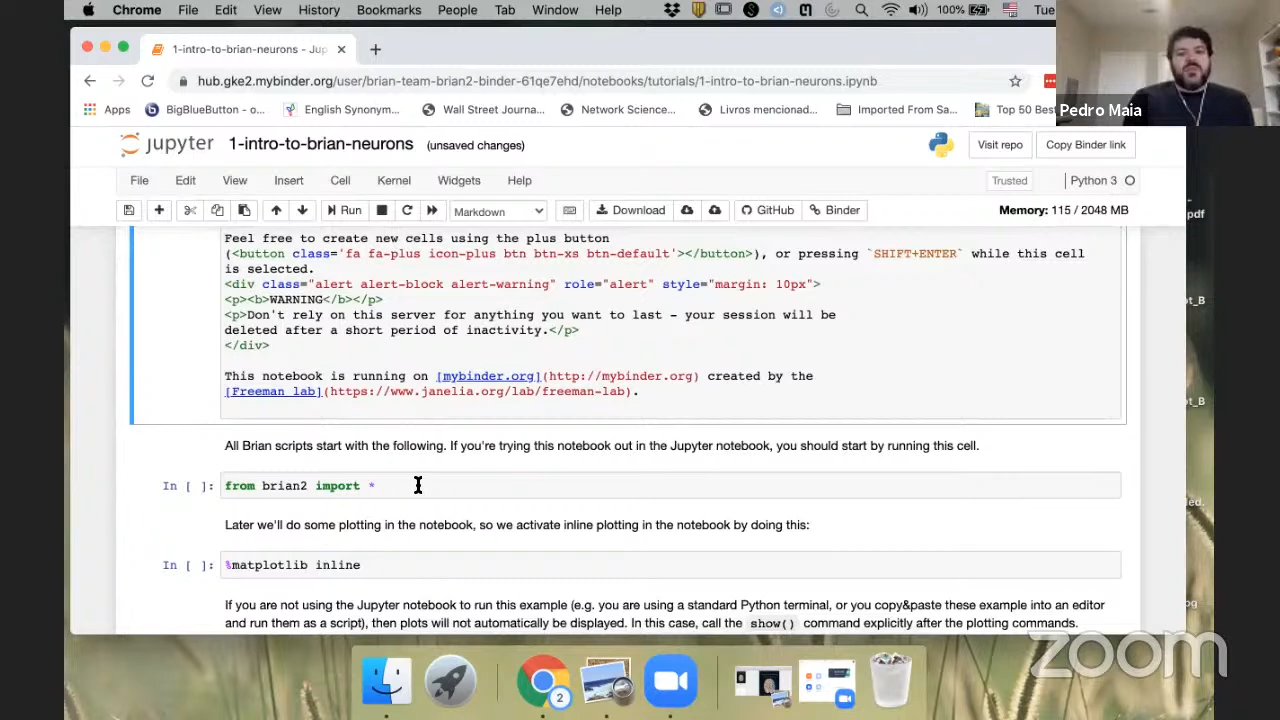 Chrome File Edit View History Bookmarks People Tab Window Help 100% Tue
1-intro-to-brian-neurons - Jup
hub.gke2.mybinder.org/user/brian-team-brian2-binder-61qe7ehd/notebooks/tutorials/1-intro-to-brian-neurons.ipynb
Apps BigBlueButton - o... English Synonym... Wall Street Journa... Network Science... Livros mencionad... Imported From Sa... Top 50 Bes
Pedro Maia
jupyter 1-intro-to-brian-neurons (unsaved changes) Visit repo Copy Binder link
File Edit View Insert Cell Kernel Widgets Help Trusted Python 3
Run Markdown Download GitHub Binder Memory: 115 / 2048 MB
Feel free to create new cells using the plus button
(<button class='fa fa-plus icon-plus btn btn-xs btn-default'></button>), or pressing `SHIFT+ENTER` while this cell
is selected.
<div class="alert alert-block alert-warning" role="alert" style="margin: 10px">
<p><b>WARNING</b></p>
<p>Don't rely on this server for anything you want to last - your session will be
deleted after a short period of inactivity.</p>
</div>
This notebook is running on [mybinder.org](http://mybinder.org) created by the
[Freeman lab](https://www.janelia.org/lab/freeman-lab).
All Brian scripts start with the following. If you're trying this notebook out in the Jupyter notebook, you should start by running this cell.
In [ ]: from brian2 import *
Later we'll do some plotting in the notebook, so we activate inline plotting in the notebook by doing this:
In [ ]: %matplotlib inline
If you are not using the Jupyter notebook to run this example (e.g. you are using a standard Python terminal, or you copy&paste these example into an editor
and run them as a script), then plots will not automatically be displayed. In this case, call the show() command explicitly after the plotting commands.
pdf
ot_B
ot_B
ded.
2
zoom